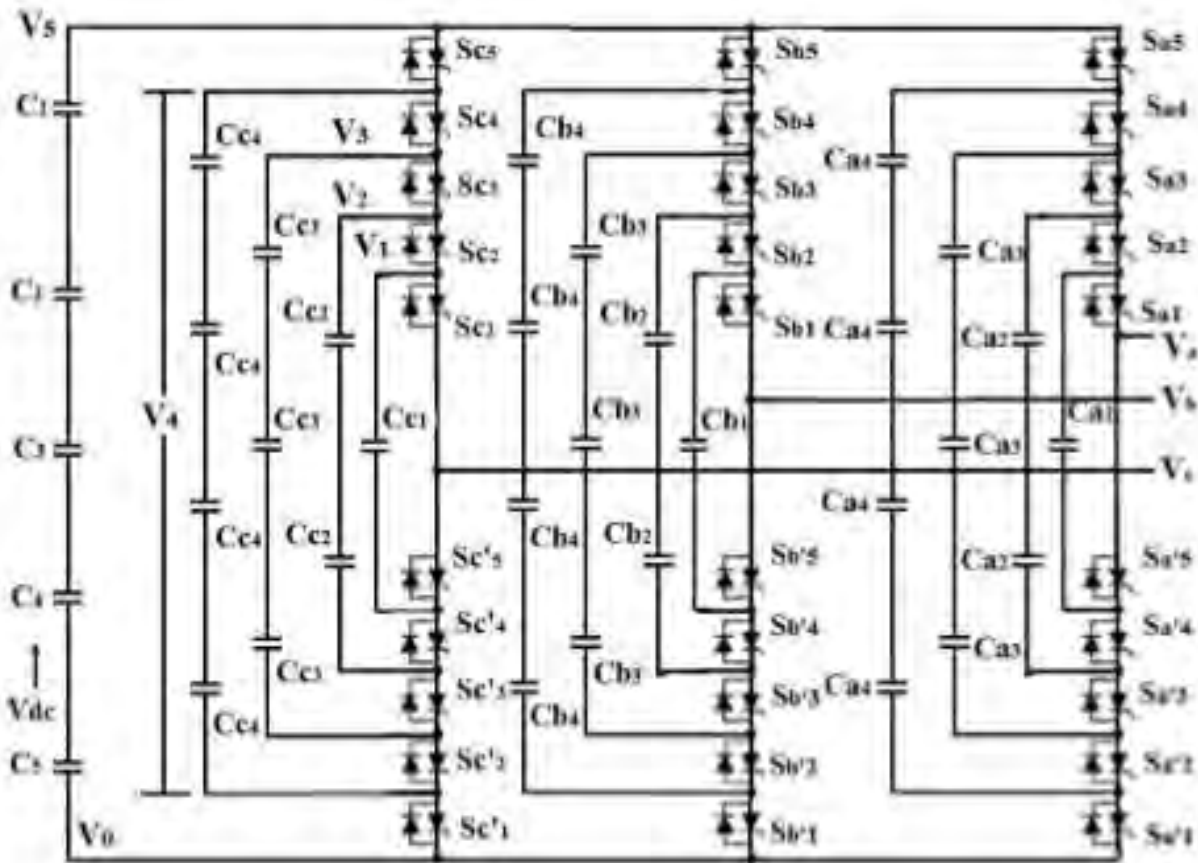 V5 Sc5 Sb5 Sa5
C1 Sc4 Sb4 Sa4
Cc4 V3 Cb4 Ca4
Sc3 Sb3 Sa3
V2 Cc3 Cb3 Ca3
V1 Sc2 Sb2 Sa2
C2 Cc2 Cb4 Cb2 Ca4 Ca2
Sb1 Sa1
Cc4 Va
V4 Cc3 Cc1 Cb3 Cb1 Ca1 Vb
C3 Ca3 Vc
Cc4 Cc2 Cb4 Cb2 Ca4 Ca2
Sc'5 Sb'5 Sa'5
C4 Sc'4 Sb'4 Sa'4
Cc3 Cb3 Ca3
Vdc Sc'3 Sb'3 Sa'3
Cc4 Cb4 Ca4
C5 Sc'2 Sb'2 Sa'2
V0 Sc'1 Sb'1 Sa'1